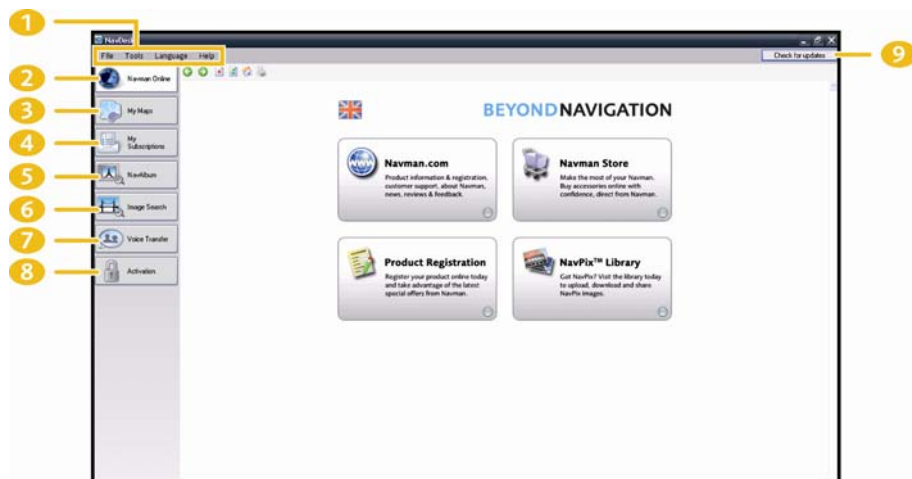 1
NavDesk
File Tools Language Help
Check for updates
9
2
Navman Online
3
My Maps
4
My
Subscriptions
5
NavAlbum
6
Image Search
7
Voice Transfer
8
Activation
BEYONDNAVIGATION
Navman.com
Product information & registration,
customer support, about Navman,
news, reviews & feedback.
Navman Store
Make the most of your Navman.
Buy accessories online with
confidence, direct from Navman.
Product Registration
Register your product online today
and take advantage of the latest
special offers from Navman.
NavPix™ Library
Got NavPix? Visit the library today
to upload, download and share
NavPix images.
www